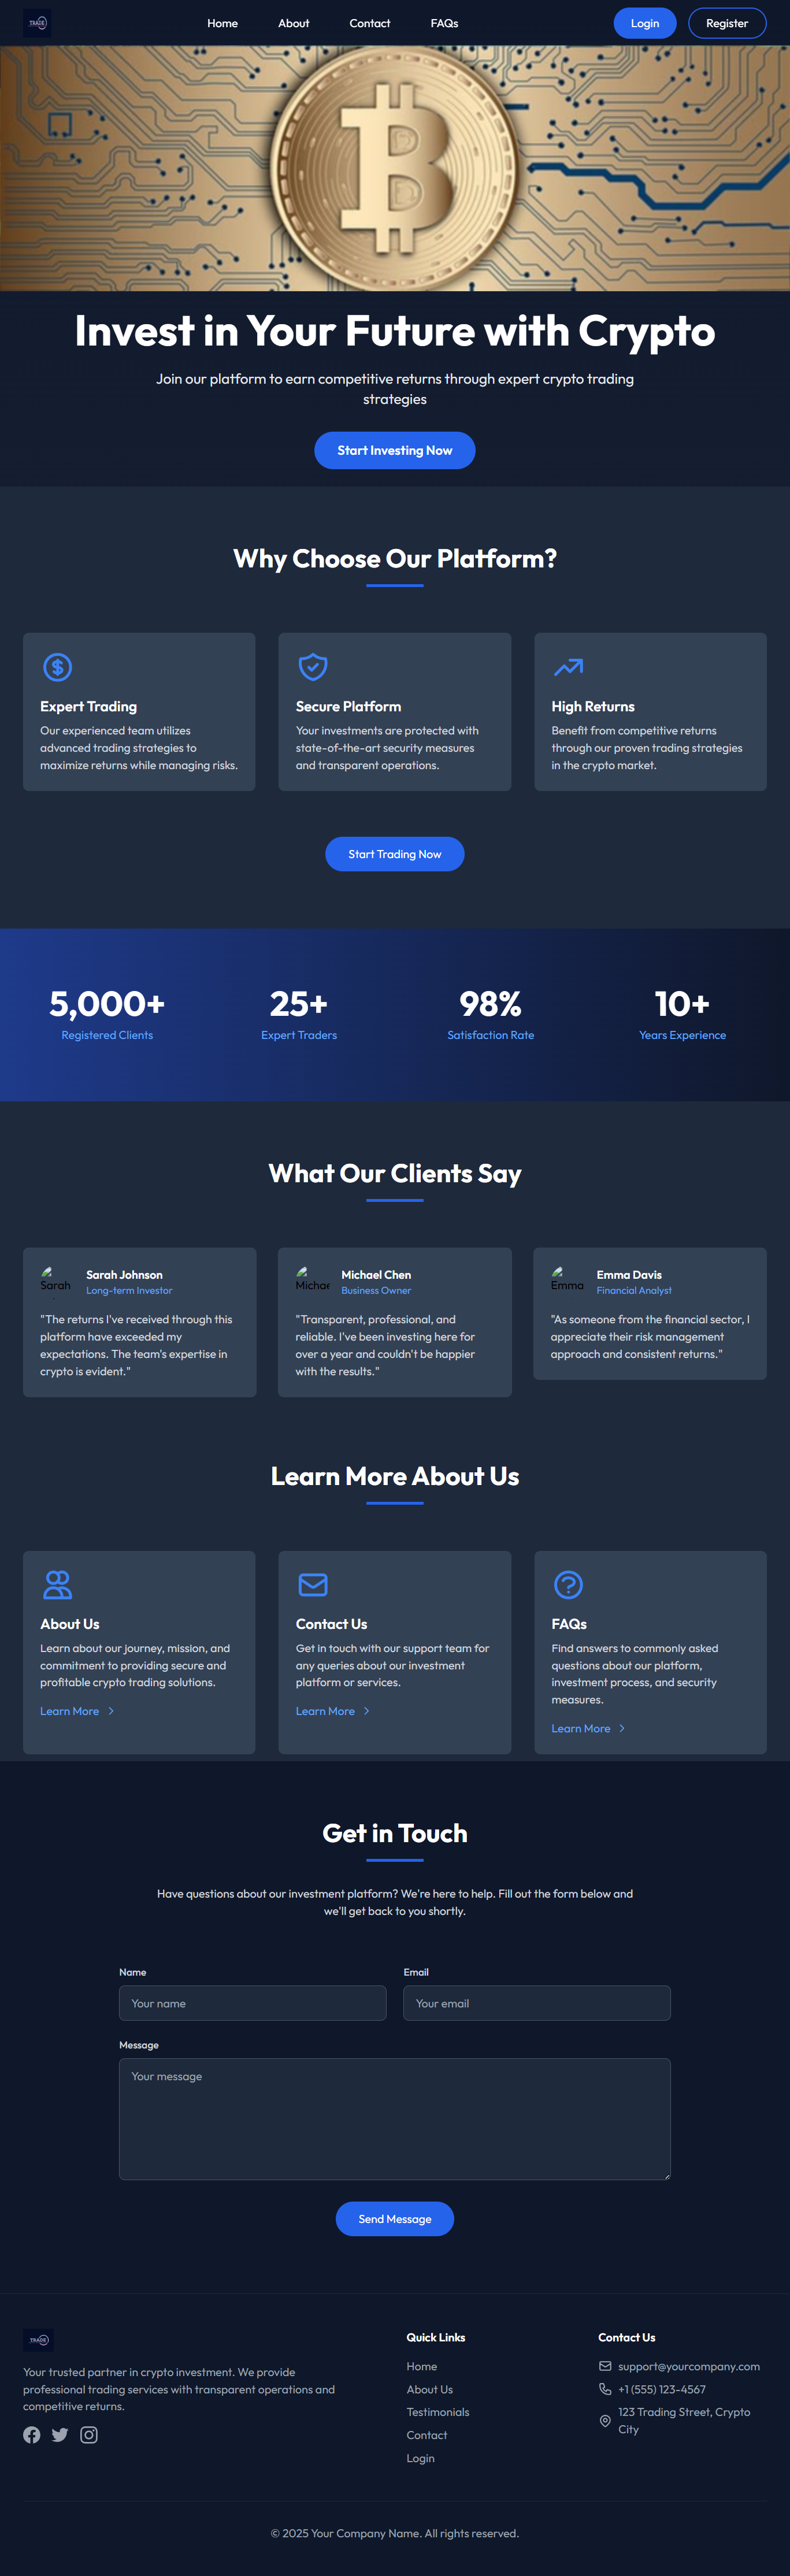 TRADE
Home
About
Contact
FAQs
Login
Register
Invest in Your Future with Crypto
Join our platform to earn competitive returns through expert crypto trading
strategies
Start Investing Now
Why Choose Our Platform?
Expert Trading
Our experienced team utilizes
advanced trading strategies to
maximize returns while managing risks.
Secure Platform
Your investments are protected with
state-of-the-art security measures
and transparent operations.
High Returns
Benefit from competitive returns
through our proven trading strategies
in the crypto market.
Start Trading Now
5,000+
Registered Clients
25+
Expert Traders
98%
Satisfaction Rate
10+
Years Experience
What Our Clients Say
Sarah
Sarah Johnson
Long-term Investor
"The returns I've received through this
platform have exceeded my
expectations. The team's expertise in
crypto is evident."
Michae
Michael Chen
Business Owner
"Transparent, professional, and
reliable. I've been investing here for
over a year and couldn't be happier
with the results."
Emma
Emma Davis
Financial Analyst
"As someone from the financial sector, I
appreciate their risk management
approach and consistent returns."
Learn More About Us
About Us
Learn about our journey, mission, and
commitment to providing secure and
profitable crypto trading solutions.
Learn More
Contact Us
Get in touch with our support team for
any queries about our investment
platform or services.
Learn More
FAQs
Find answers to commonly asked
questions about our platform,
investment process, and security
measures.
Learn More
Get in Touch
Have questions about our investment platform? We're here to help. Fill out the form below and
we'll get back to you shortly.
Name
Your name
Email
Your email
Message
Your message
Send Message
TRADE
Your trusted partner in crypto investment. We provide
professional trading services with transparent operations and
competitive returns.
Quick Links
Home
About Us
Testimonials
Contact
Login
Contact Us
support@yourcompany.com
+1 (555) 123-4567
123 Trading Street, Crypto
City
© 2025 Your Company Name. All rights reserved.